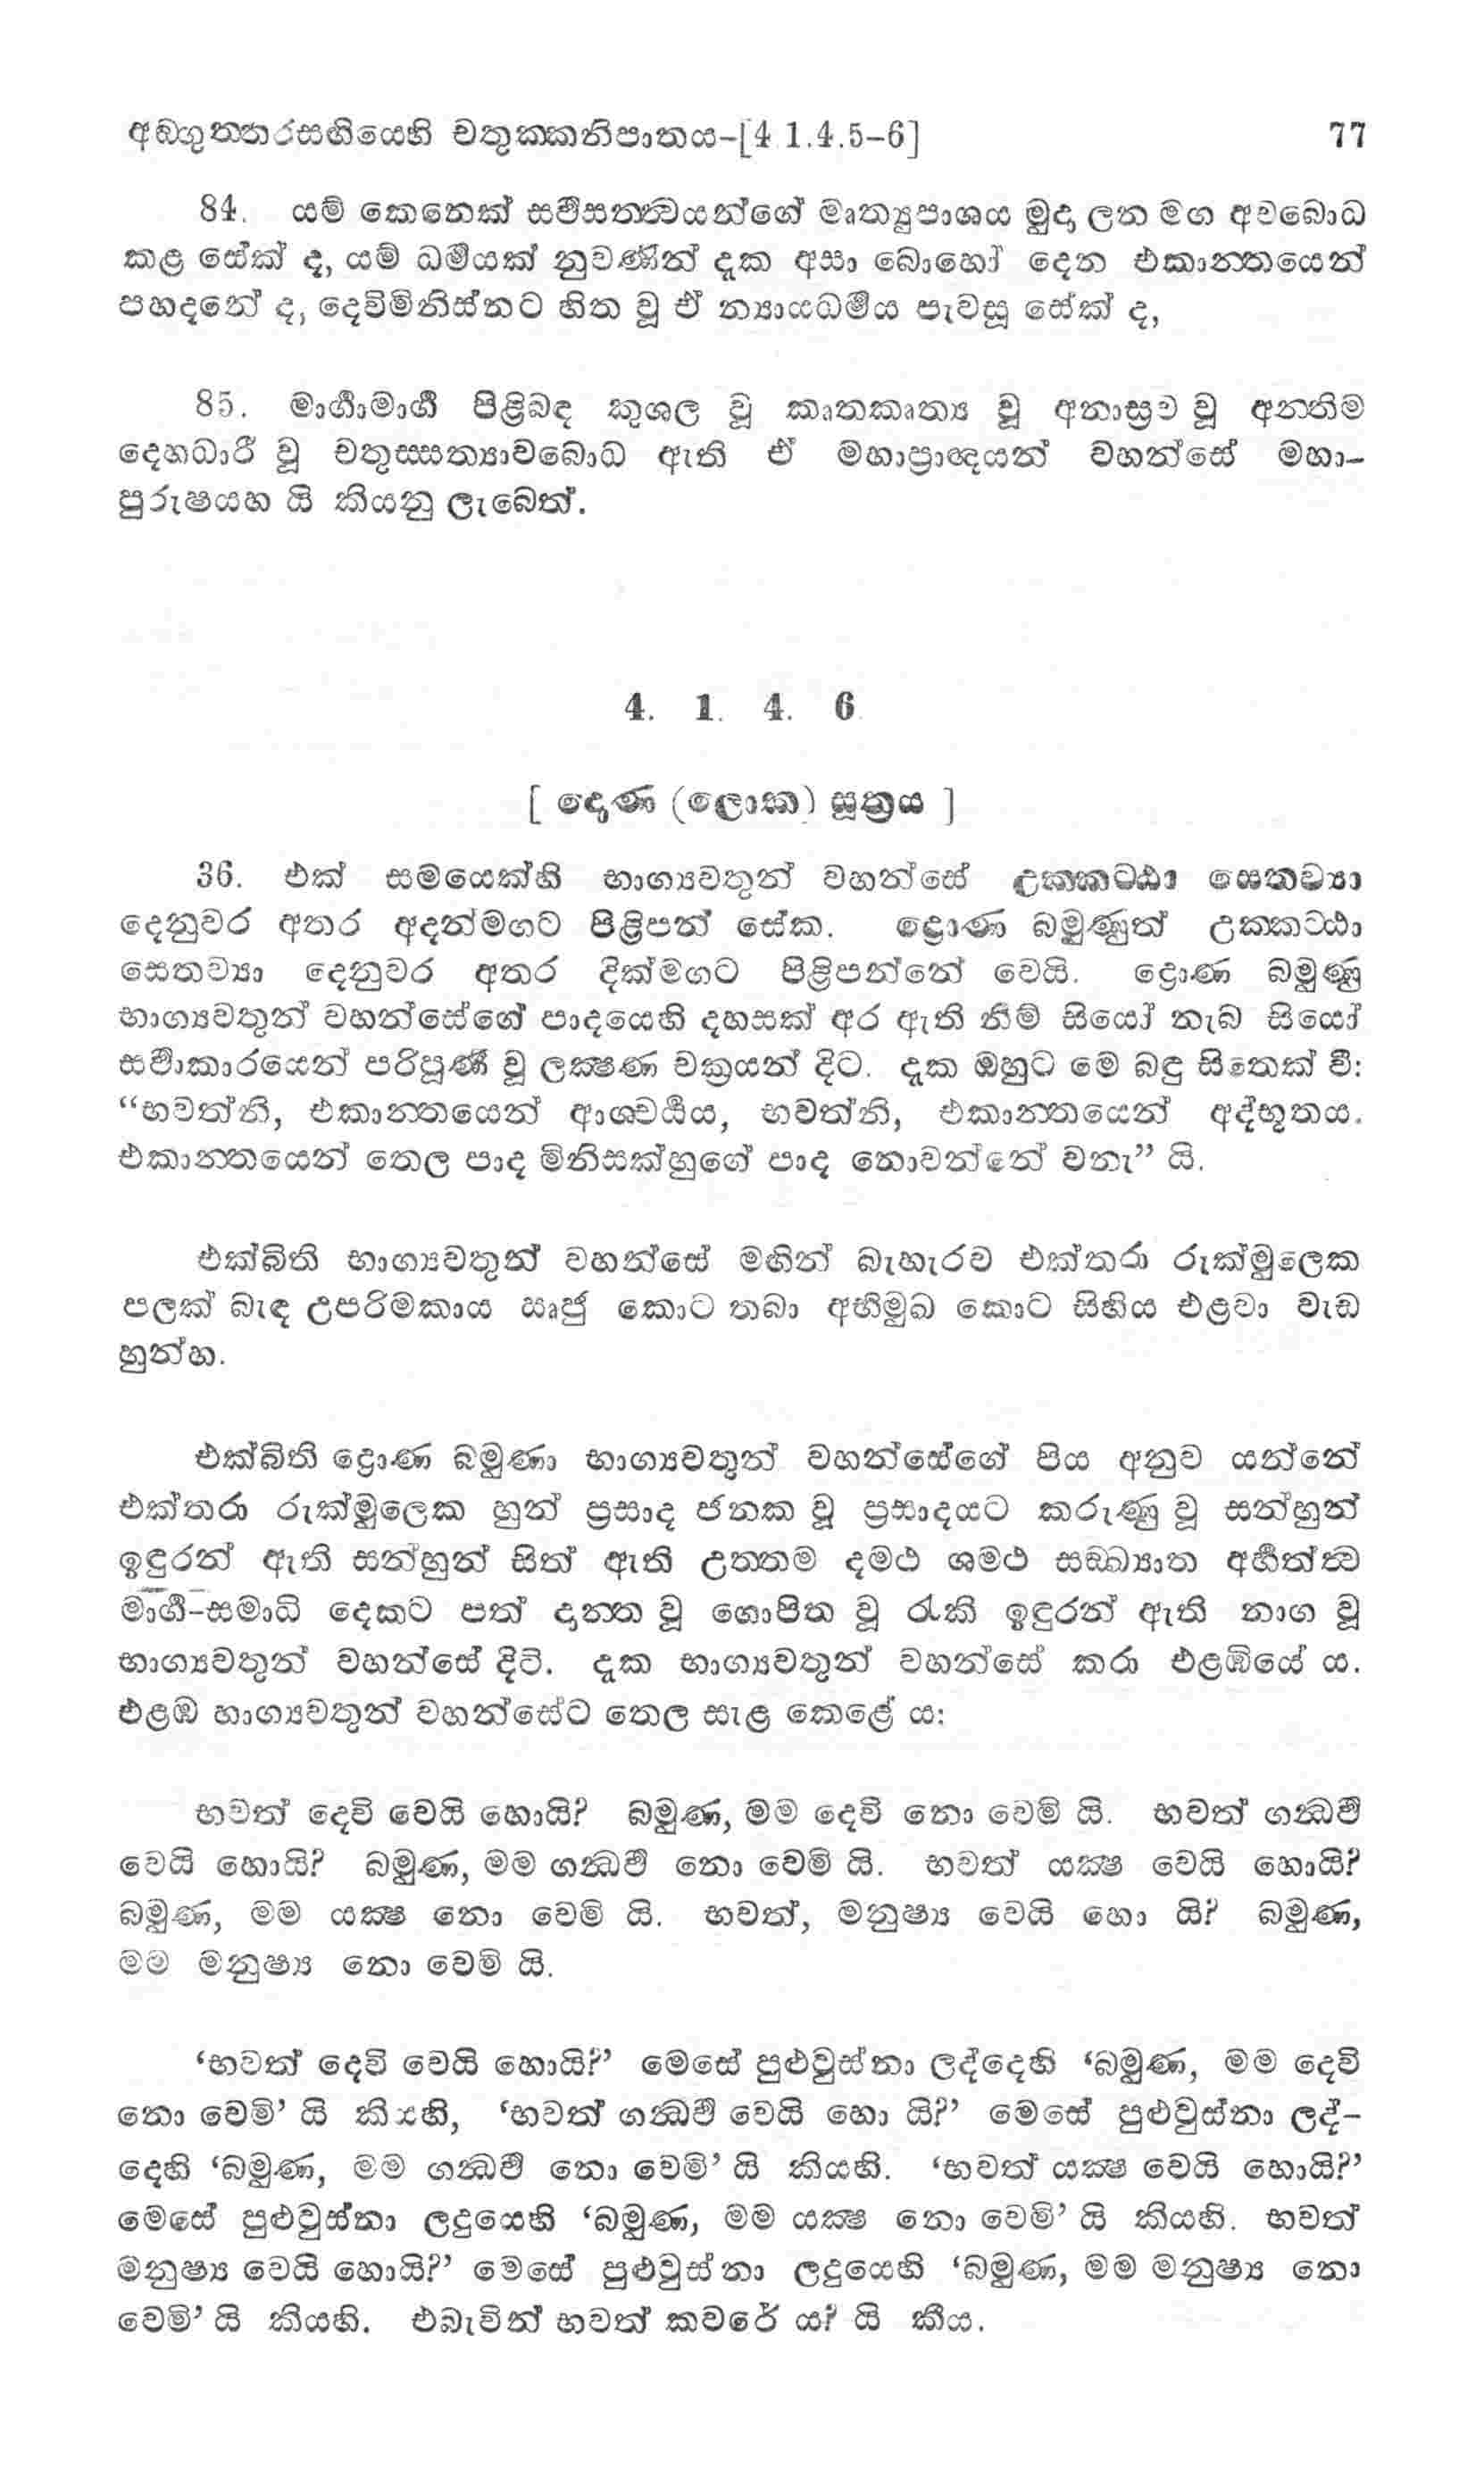 අඞ්ගුත්තරසඟියෙහි චතුක්කනිපාතය–[4 1.4.5–6] 77
84. යම් කෙනෙක් සර්වසත්ත්වයන්ගේ මෘත්‍යුපාශය මුදා ලන මග අවබොධ
කළ සේක් ද, යම් ධර්මයක් නුවණින් දැක අසා බොහෝ දෙන එකාන්තයෙන්
පහදනේ ද, දෙව්මිනිස්නට හිත වූ ඒ න්‍යායධර්මය පැවසූ සේක් ද,
85. මාර්ගාමාර්ග පිළිබඳ කුශල වූ කෘතකෘත්‍ය වූ අනාස්‍රව වූ අන්තිම
දෙහධාරී වූ චතුස්සත්‍යාවබොධ ඇති ඒ මහාප්‍රාඥයන් වහන්සේ මහා–
පුරුෂයහ යි කියනු ලැබෙත්.
4. 1. 4. 6
[ දොණ (ලොක) සූත්‍රය ]
36. එක් සමයෙක්හි භාග්‍යවතුන් වහන්සේ උක්කට්ඨා සෙතව්‍යා
දෙනුවර අතර අදන්මගට පිළිපන් සේක. ද්‍රොණ බමුණුත් උක්කට්ඨා
සෙතව්‍යා දෙනුවර අතර දික්මගට පිළිපන්නේ වෙයි. ද්‍රොණ බමුණු
භාග්‍යවතුන් වහන්සේගේ පාදයෙහි දහසක් අර ඇති නිම් සියෝ නැබ සියෝ
සර්වාකාරයෙන් පරිපූර්ණ වූ ලක්ෂණ චක්‍රයන් දිට. දැක ඔහුට මෙ බඳු සිතෙක් වී:
“භවත්නි, එකාන්තයෙන් ආශ්චර්යය, භවත්නි, එකාන්තයෙන් අද්භූතය.
එකාන්තයෙන් තෙල පාද මිනිසක්හුගේ පාද නොවන්නේ වනැ” යි.
එක්බිති භාග්‍යවතුන් වහන්සේ මඟින් බැහැරව එක්තරා රුක්මුලෙක
පලක් බැඳ උපරිමකාය සෘජු කොට තබා අභිමුඛ කොට සිහිය එළවා වැඩ
හුන්හ.
එක්බිති ද්‍රොණ බමුණා භාග්‍යවතුන් වහන්සේගේ පිය අනුව යන්නේ
එක්තරා රුක්මුලෙක හුන් ප්‍රසාද ජනක වූ ප්‍රසාදයට කරුණු වූ සන්හුන්
ඉඳුරන් ඇති සන්හුන් සිත් ඇති උත්තම දමථ ශමථ සඞ්ඛ්‍යාත අර්හත්ත්ව
මාර්ග–සමාධි දෙකට පත් දාන්ත වූ ගොපිත වූ රැකි ඉඳුරන් ඇති නාග වූ
භාග්‍යවතුන් වහන්සේ දිටි. දැක භාග්‍යවතුන් වහන්සේ කරා එළඹියේ ය.
එළඹ භාග්‍යවතුන් වහන්සේට තෙල සැළ කෙළේ ය:
භවත් දෙවි වෙයි හොයි? බමුණ, මම දෙවි නො වෙමි යි. භවත් ගන්ධර්ව
වෙයි හොයි? බමුණ, මම ගන්ධර්ව නො වෙමි යි. භවත් යක්ෂ වෙයි හොයි?
බමුණ, මම යක්ෂ නො වෙමි යි. භවත්, මනුෂ්‍ය වෙයි හො යි? බමුණ,
මම මනුෂ්‍ය නො වෙමි යි.
‘භවත් දෙවි වෙයි හොයි?’ මෙසේ පුළුවුස්නා ලද්දෙහි ‘බමුණ, මම දෙවි
නො වෙමි’ යි කියහි, ‘භවත් ගන්ධර්ව වෙයි හො යි?’ මෙසේ පුළුවුස්නා ලද්–
දෙහි ‘බමුණ, මම ගන්ධර්ව නො වෙමි’ යි කියහි. ‘භවත් යක්ෂ වෙයි හොයි?’
මෙසේ පුළුවුස්නා ලදුයෙහි ‘බමුණ, මම යක්ෂ නො වෙමි’ යි කියහි. භවත්
මනුෂ්‍ය වෙයි හොයි?’ මෙසේ පුළුවුස්නා ලදුයෙහි ‘බමුණ, මම මනුෂ්‍ය නො
වෙමි’ යි කියහි. එබැවින් භවත් කවරේ ය? යි කීය.